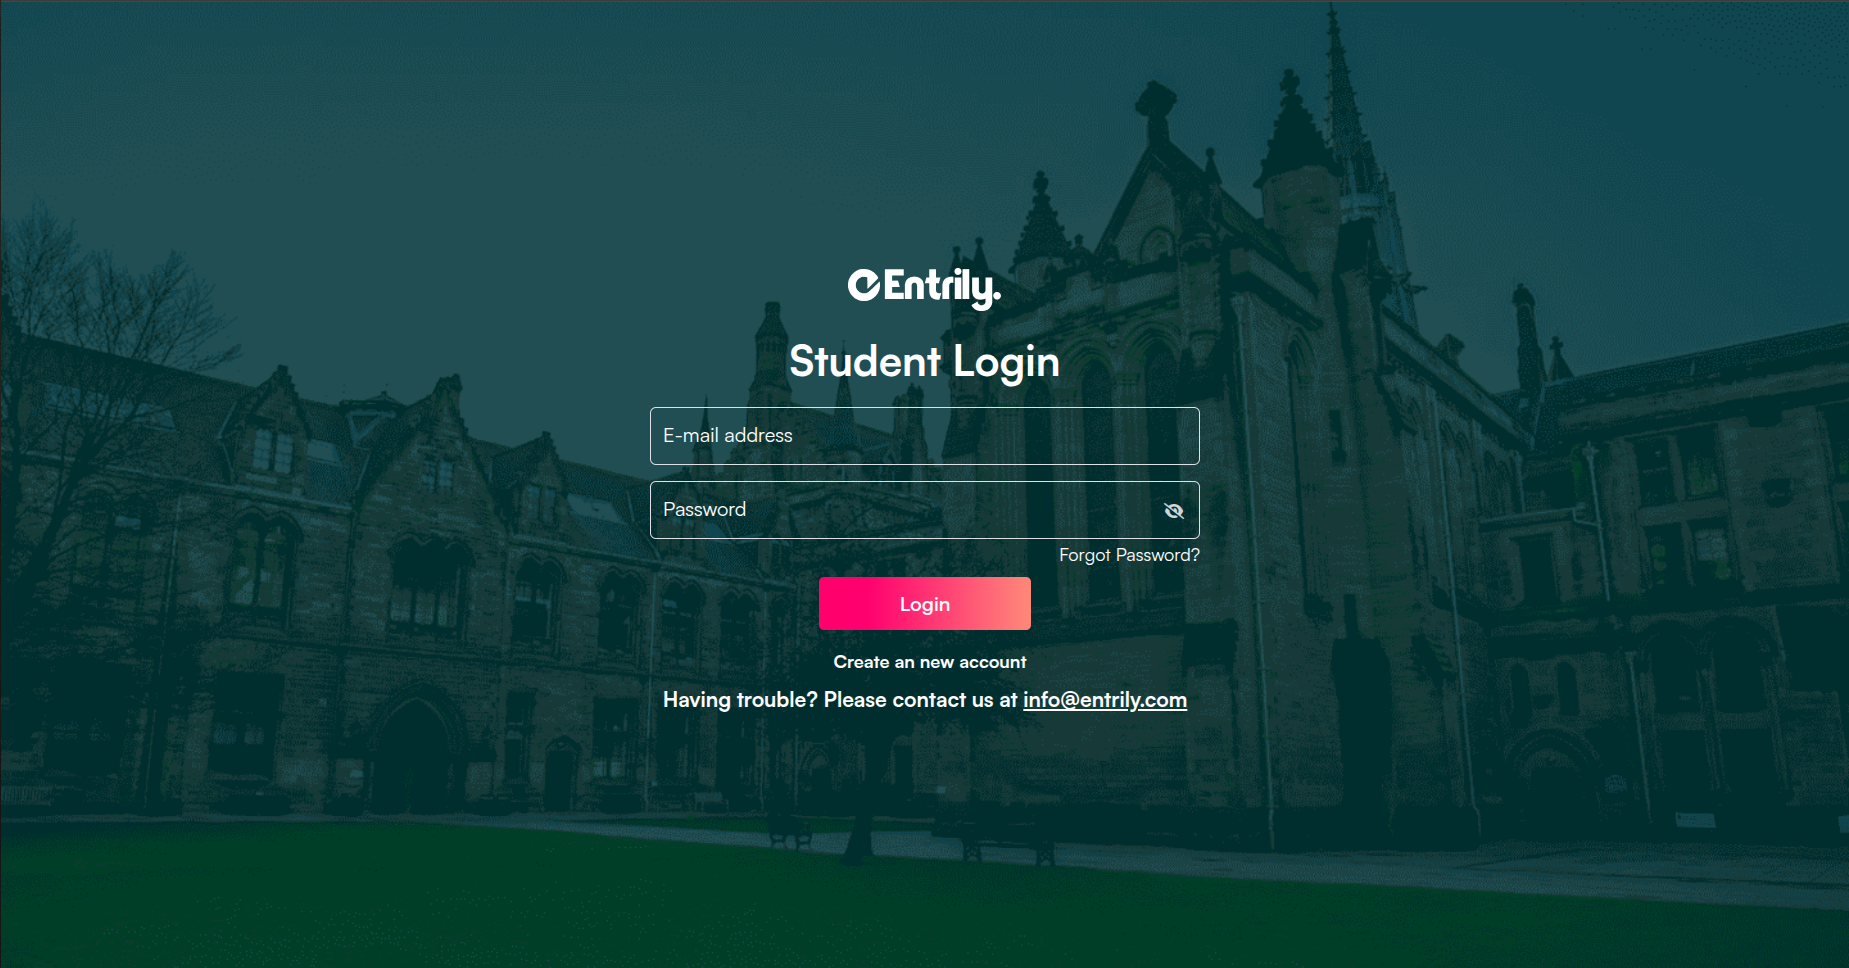 Entrily.
Student Login
E-mail address
Password
Forgot Password?
Login
Create an new account
Having trouble? Please contact us at info@entrily.com